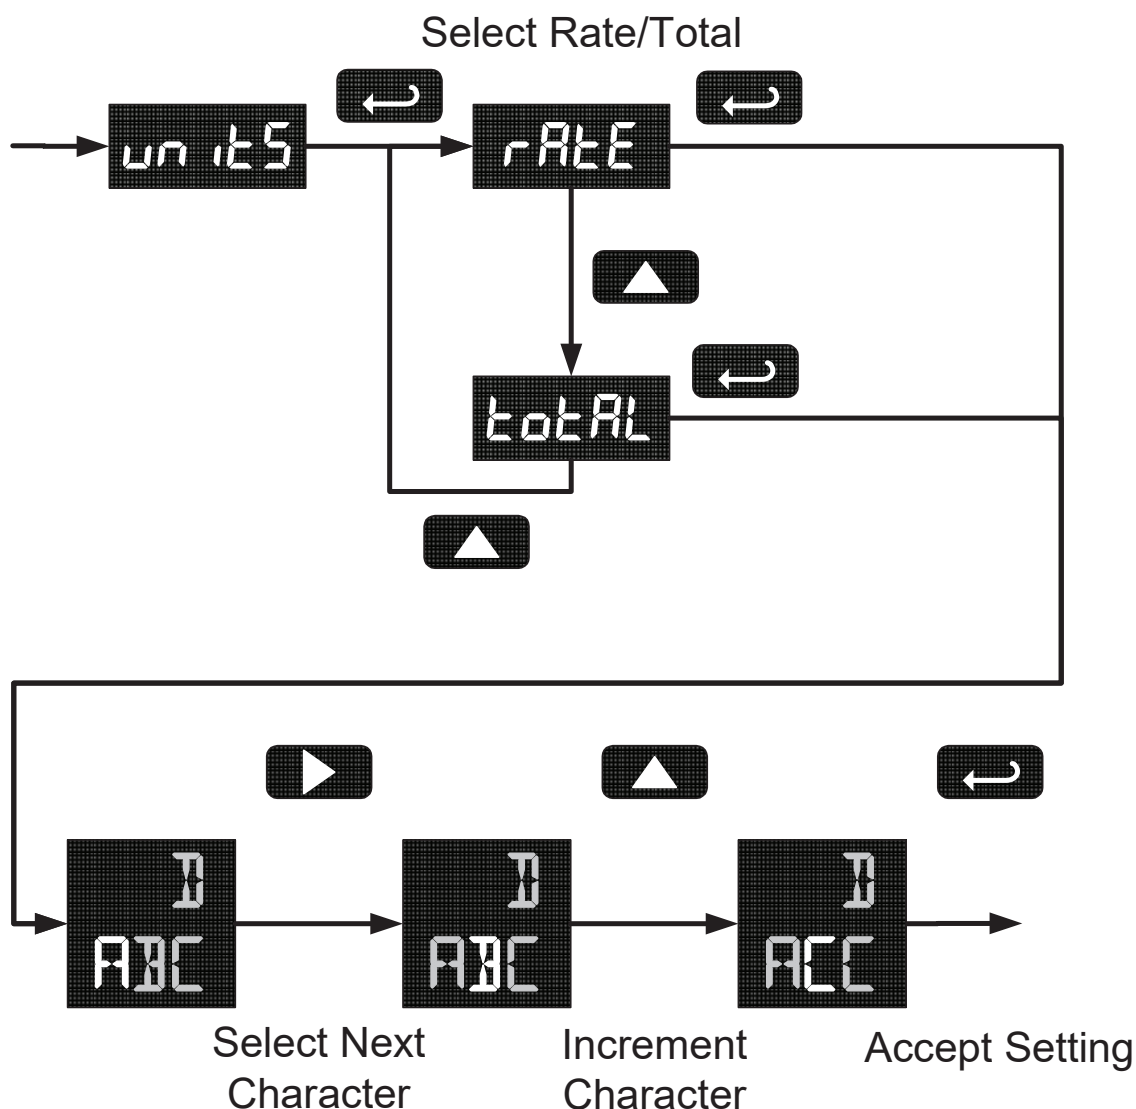 Select Rate/Total
unitS
rAtE
totAL
D
ABC
D
ABC
D
ACC
Select Next
Character
Increment
Character
Accept Setting